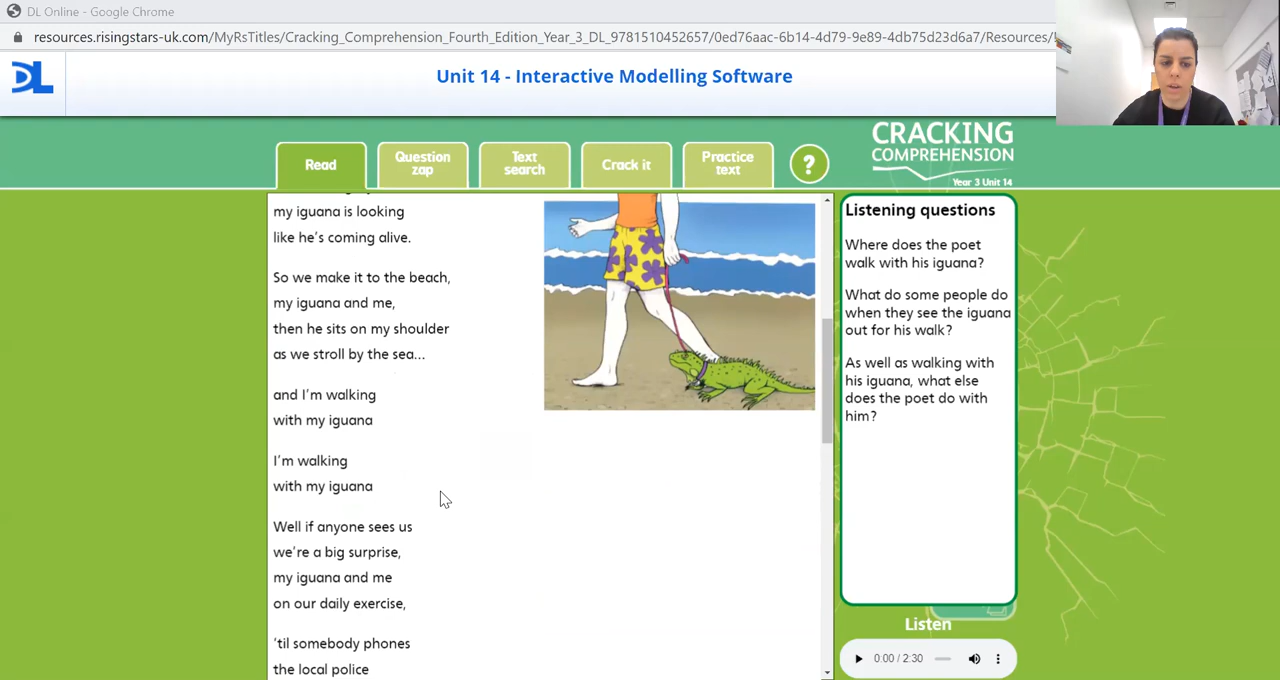 DL Online - Google Chrome
resources.risingstars-uk.com/MyRsTitles/Cracking_Comprehension_Fourth_Edition_Year_3_DL_9781510452657/0ed76aac-6b14-4d79-9e89-4db75d23d6a7/Resources/
DL
Unit 14 - Interactive Modelling Software
Read
Question
zap
Text
search
Crack it
Practice
text
?
CRACKING
COMPREHENSION
Year 3 Unit 14
my iguana is looking
like he's coming alive.
So we make it to the beach,
my iguana and me,
then he sits on my shoulder
as we stroll by the sea...
and I'm walking
with my iguana
I'm walking
with my iguana
Well if anyone sees us
we're a big surprise,
my iguana and me
on our daily exercise,
'til somebody phones
the local police
Listening questions
Where does the poet
walk with his iguana?
What do some people do
when they see the iguana
out for his walk?
As well as walking with
his iguana, what else
does the poet do with
him?
Listen
0:00 / 2:30